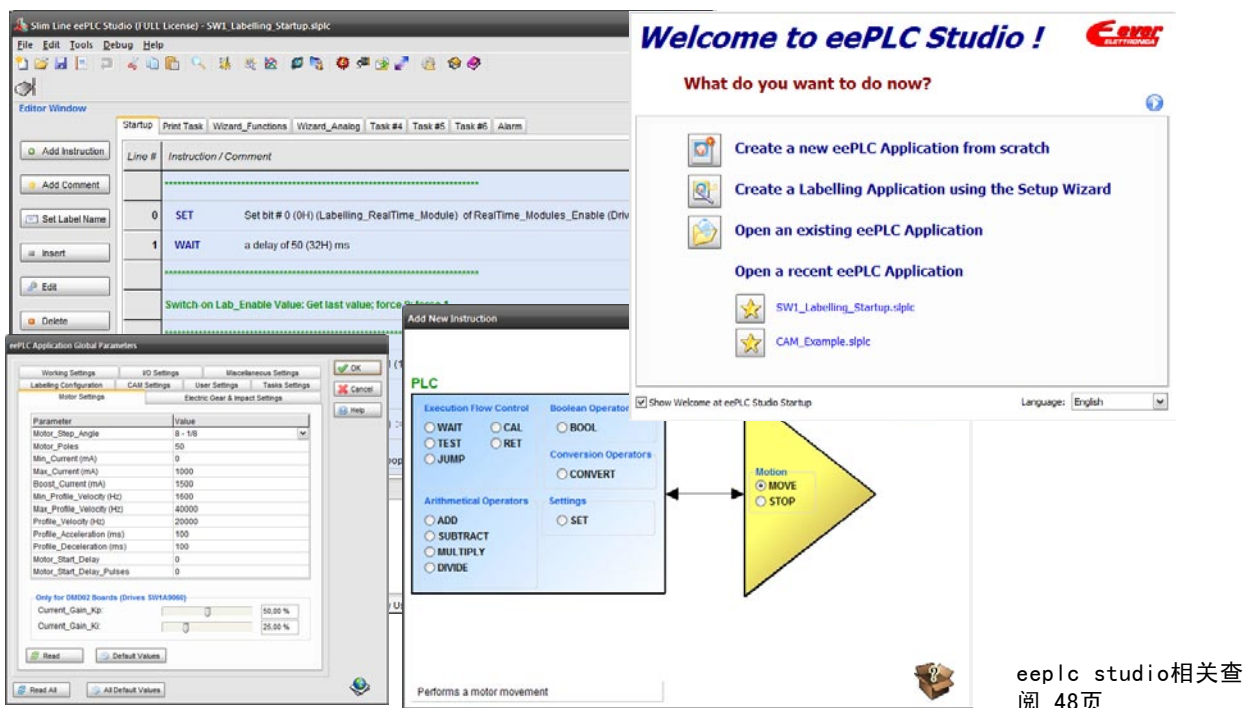 Slim Line eePLC Studio (FULL License) - SW1_Labelling_Startup.slplc
File Edit Tools Debug Help
Editor Window
Startup Print Task Wizard_Functions Wizard_Analog Task #4 Task #5 Task #6 Alarm
Add Instruction
Add Comment
Set Label Name
Insert
Edit
Delete
Line # Instruction / Comment
0 SET Set bit # 0 (0H) (Labelling_RealTime_Module) of RealTime_Modules_Enable (Driv
1 WAIT a delay of 50 (32H) ms
Switch-on Lab_Enable Value: Get last value; force
Welcome to eePLC Studio !
ever
ELETTRONICA
What do you want to do now?
Create a new eePLC Application from scratch
Create a Labelling Application using the Setup Wizard
Open an existing eePLC Application
Open a recent eePLC Application
SW1_Labelling_Startup.slplc
CAM_Example.slplc
Show Welcome at eePLC Studio Startup
Language: English
eePLC Application Global Parameters
Working Settings I/O Settings Miscellaneous Settings
Labeling Configuration CAM Settings User Settings Tasks Settings
Motor Settings Electric Gear & Impact Settings
OK
Cancel
Help
Parameter Value
Motor_Step_Angle 8 - 1/8
Motor_Poles 50
Min_Current (mA) 0
Max_Current (mA) 1000
Boost_Current (mA) 1500
Min_Profile_Velocity (Hz) 1600
Max_Profile_Velocity (Hz) 40000
Profile_Velocity (Hz) 20000
Profile_Acceleration (ms) 100
Profile_Deceleration (ms) 100
Motor_Start_Delay 0
Motor_Start_Delay_Pulses 0
Only for DMD02 Boards (Drives SW1A9060)
Current_Gain_Kp: 50,00 %
Current_Gain_Ki: 25,00 %
Read Default Values
Read All All Default Values
Add New Instruction
PLC
Execution Flow Control
WAIT CAL
TEST RET
JUMP
Arithmetical Operators
ADD
SUBTRACT
MULTIPLY
DIVIDE
Boolean Operator
BOOL
Conversion Operators
CONVERT
Settings
SET
Motion
MOVE
STOP
Performs a motor movement
eeplc studio相关查
阅 48页